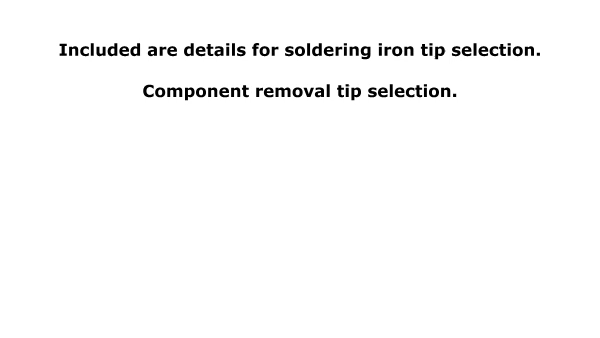 Included are details for soldering iron tip selection.
Component removal tip selection.